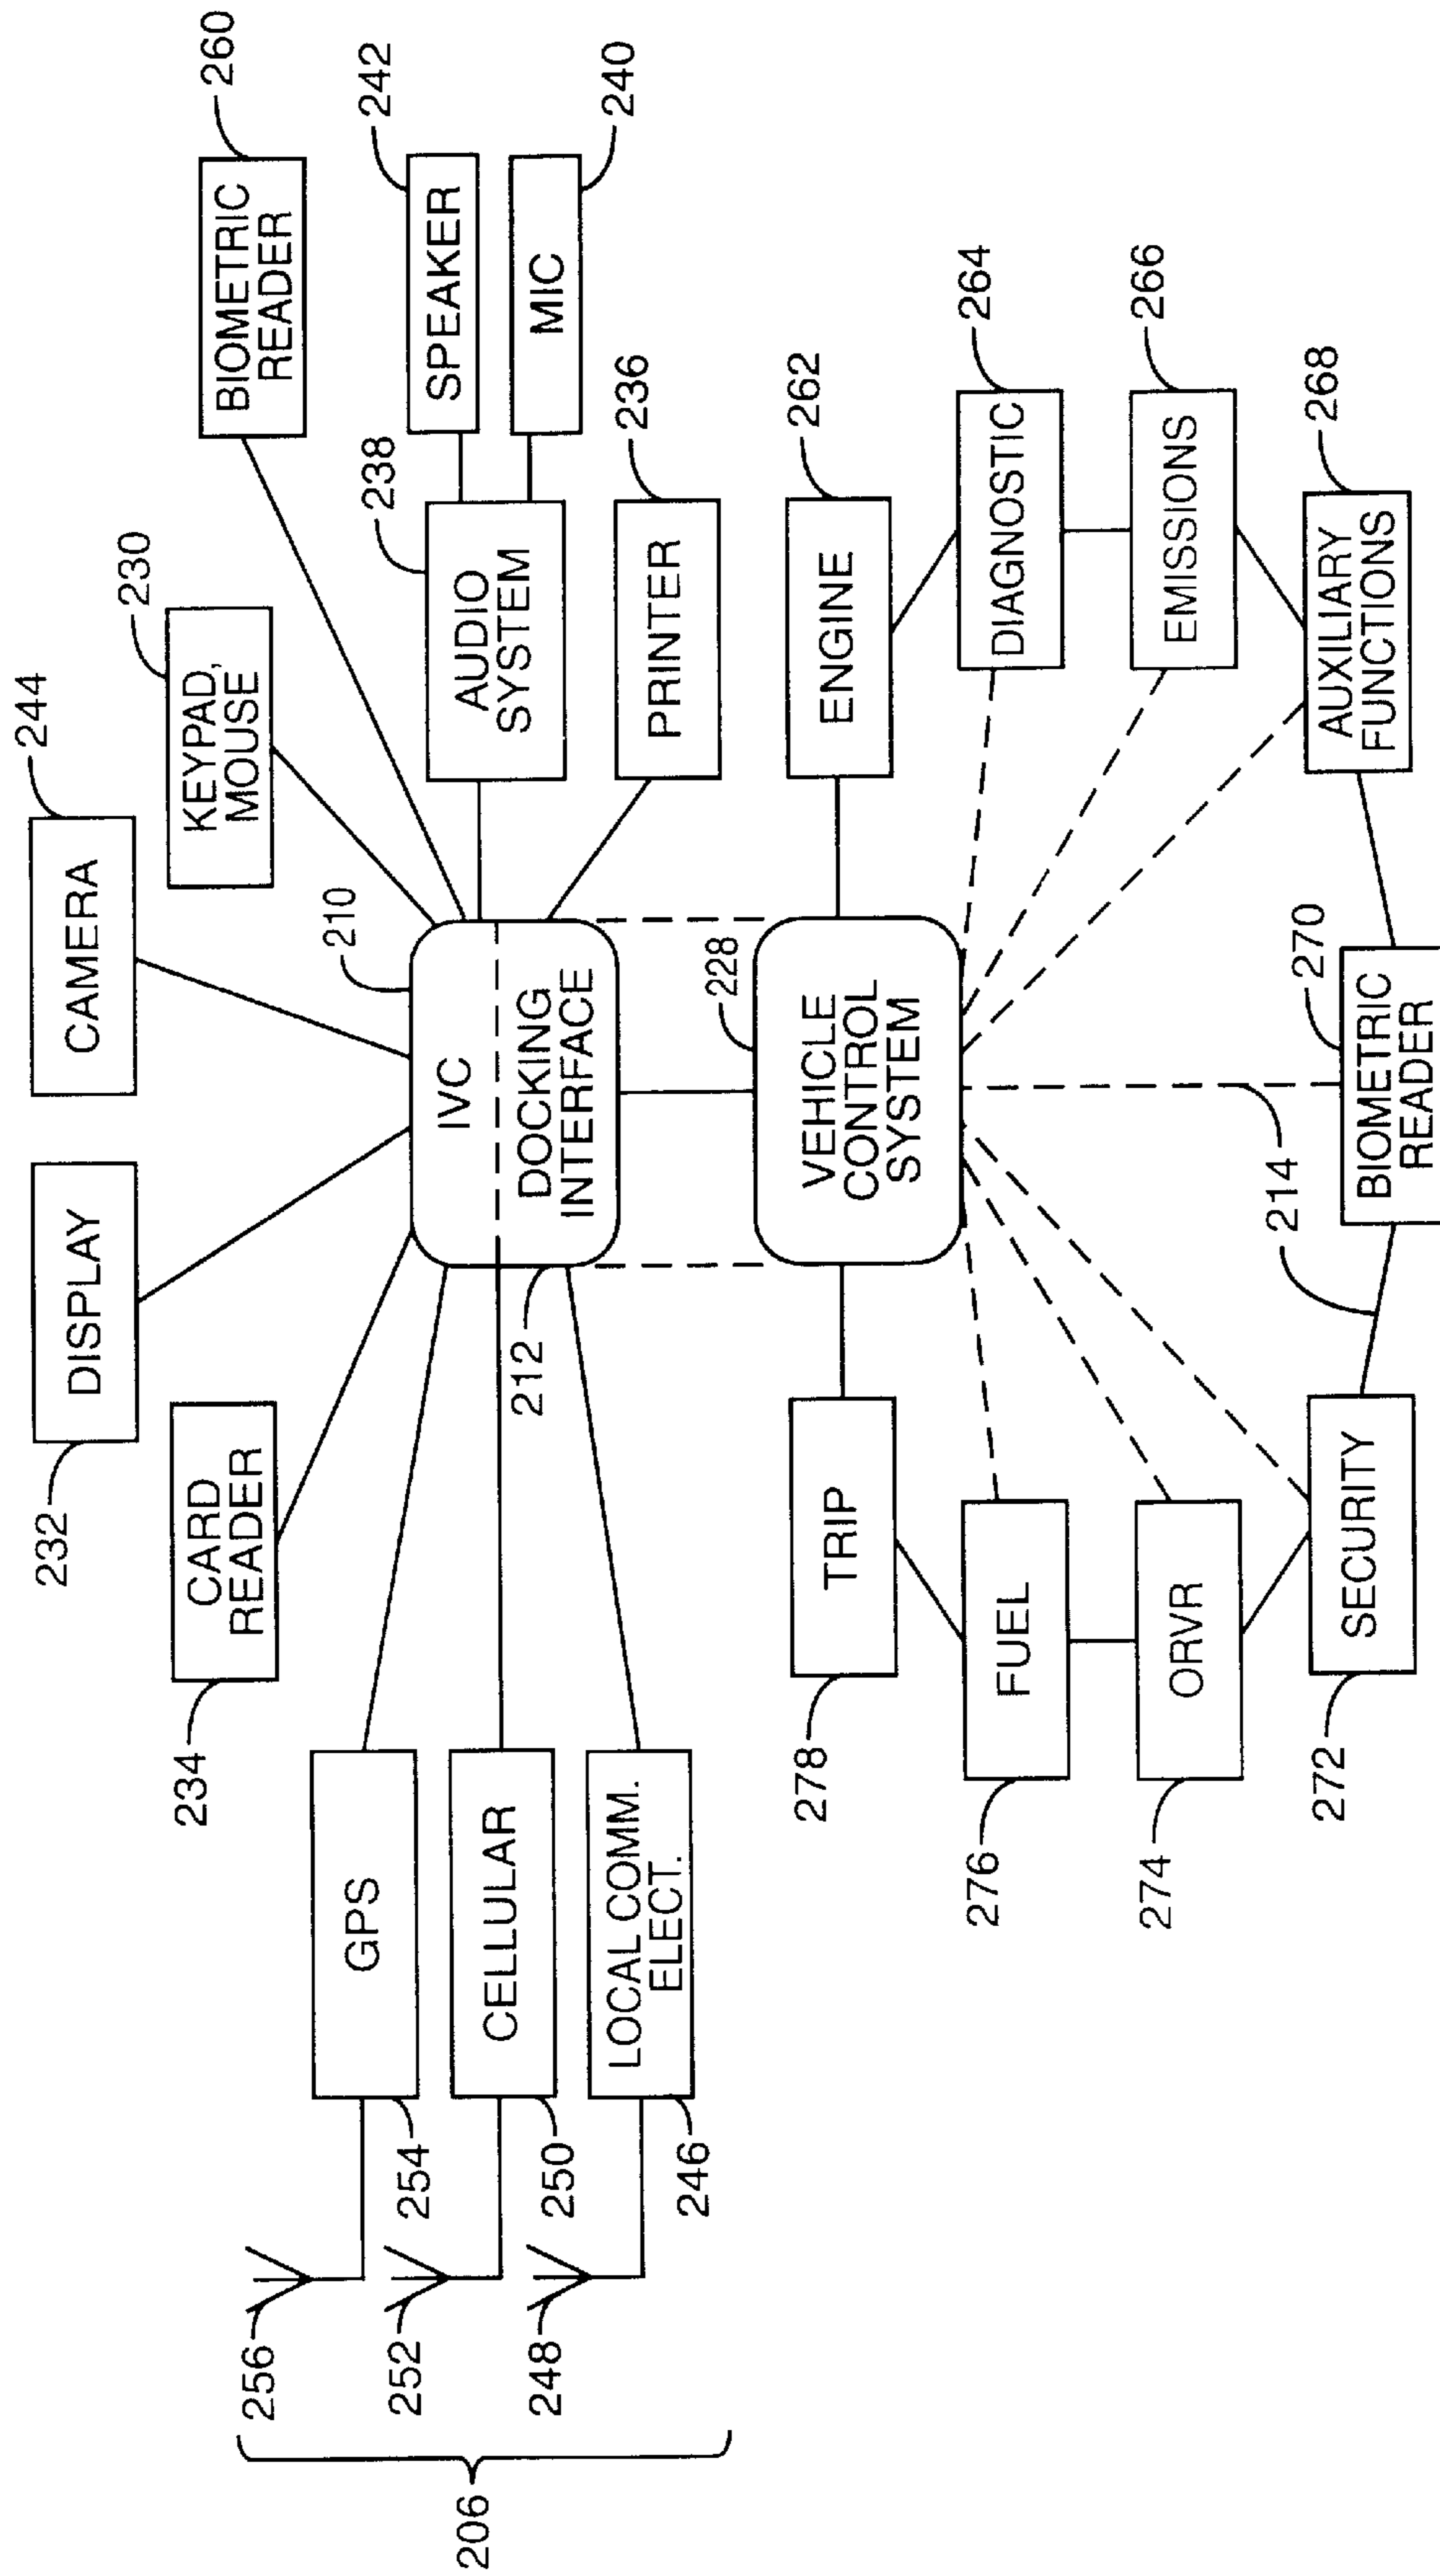 244
CAMERA
232
DISPLAY
230
KEYPAD,
MOUSE
234
CARD
READER
260
BIOMETRIC
READER
256
GPS
254
210
IVC
242
SPEAKER
252
CELLULAR
250
DOCKING
INTERFACE
212
238
AUDIO
SYSTEM
MIC
240
248
LOCAL COMM.
ELECT.
246
PRINTER
236
206
228
VEHICLE
CONTROL
SYSTEM
TRIP
278
ENGINE
262
FUEL
276
DIAGNOSTIC
264
ORVR
274
EMISSIONS
266
SECURITY
272
214
AUXILIARY
FUNCTIONS
268
BIOMETRIC
READER
270